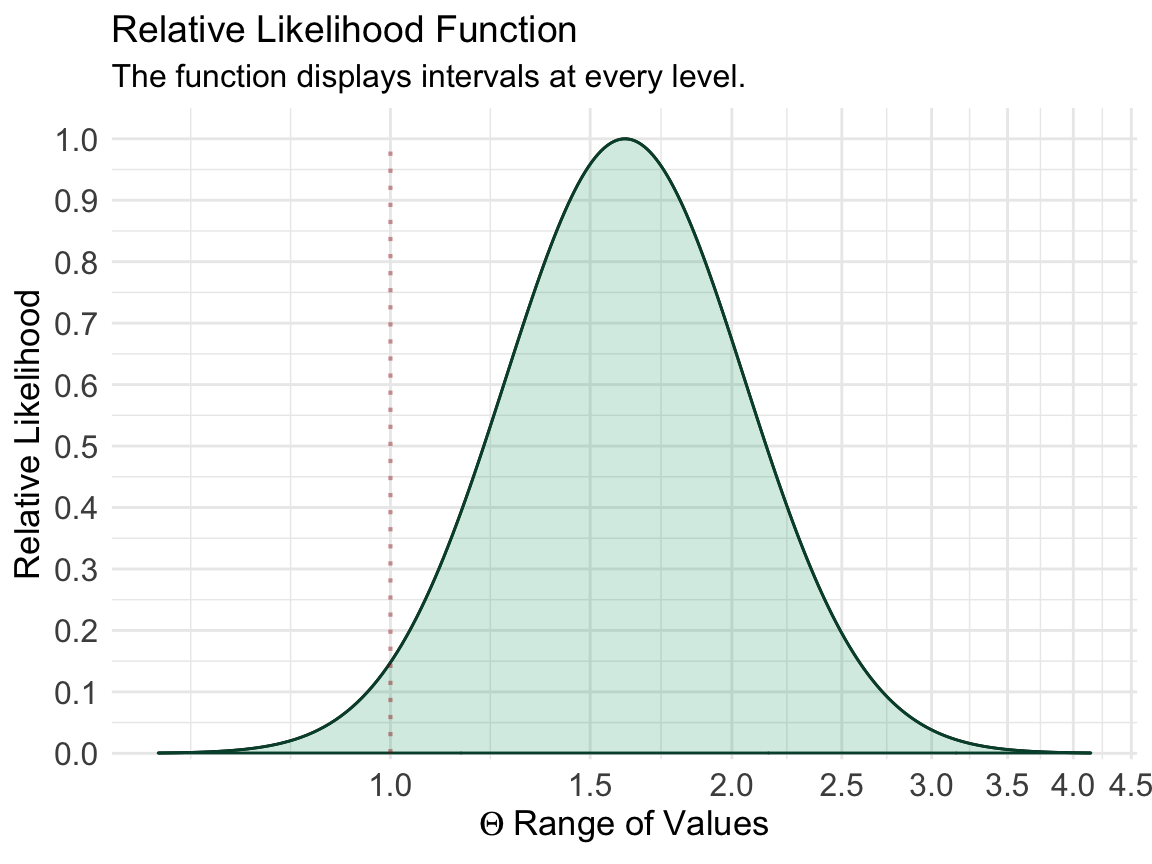 Relative Likelihood Function
The function displays intervals at every level.
Relative Likelihood
1.0
0.9
0.8
0.7
0.6
0.5
0.4
0.3
0.2
0.1
0.0
1.0 1.5 2.0 2.5 3.0 3.5 4.0 4.5
Θ Range of Values